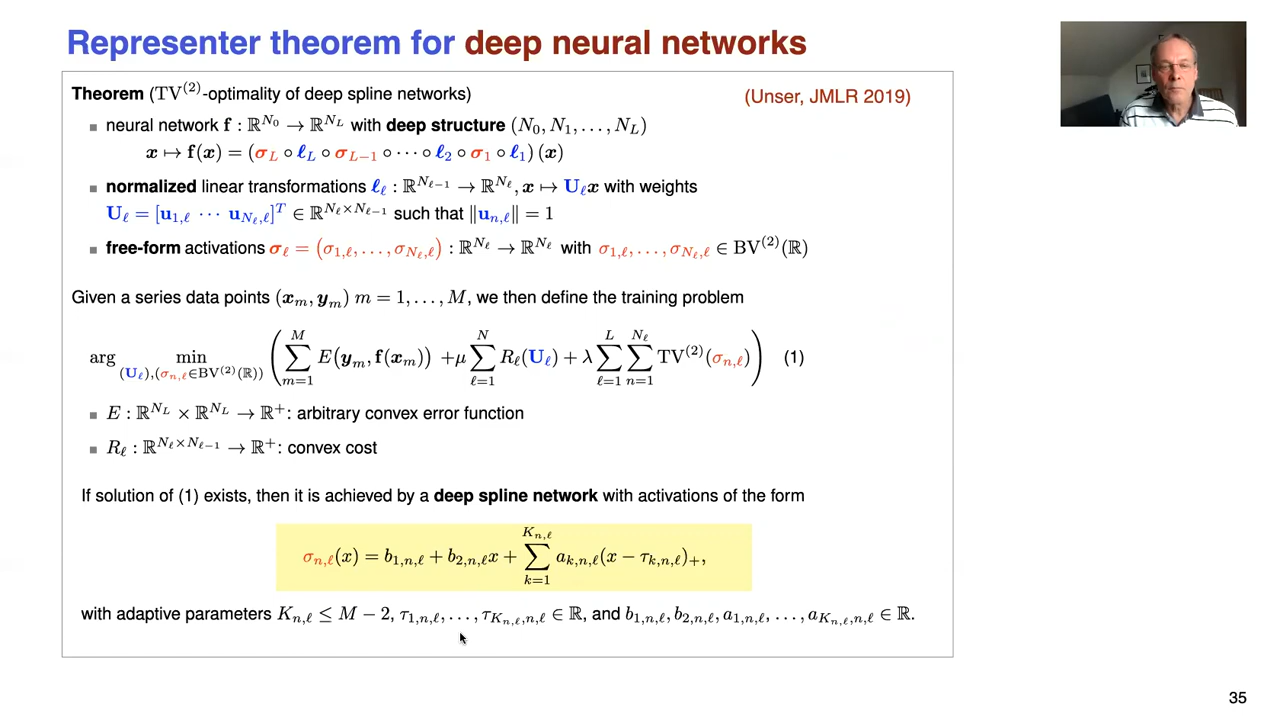 Representer theorem for deep neural networks
Theorem (TV⁽²⁾-optimality of deep spline networks)
(Unser, JMLR 2019)
▪ neural network f : ℝ^{N₀} → ℝ^{N_L} with deep structure (N₀, N₁, . . . , N_L)
x ↦ f(x) = (σ_L ∘ ℓ_L ∘ σ_{L−1} ∘ ··· ∘ ℓ₂ ∘ σ₁ ∘ ℓ₁) (x)
▪ normalized linear transformations ℓ_ℓ : ℝ^{N_{ℓ−1}} → ℝ^{N_ℓ}, x ↦ U_ℓx with weights
U_ℓ = [u_{1,ℓ} ··· u_{N_ℓ,ℓ}]^T ∈ ℝ^{N_ℓ×N_{ℓ−1}} such that ‖u_{n,ℓ}‖ = 1
▪ free-form activations σ_ℓ = (σ_{1,ℓ}, . . . , σ_{N_ℓ,ℓ}) : ℝ^{N_ℓ} → ℝ^{N_ℓ} with σ_{1,ℓ}, . . . , σ_{N_ℓ,ℓ} ∈ BV⁽²⁾(ℝ)
Given a series data points (x_m, y_m) m = 1, . . . , M, we then define the training problem
arg min_{(U_ℓ),(σ_{n,ℓ}∈BV⁽²⁾(ℝ))} ( ∑_{m=1}^{M} E(y_m, f(x_m)) +μ ∑_{ℓ=1}^{N} R_ℓ(U_ℓ) + λ ∑_{ℓ=1}^{L} ∑_{n=1}^{N_ℓ} TV⁽²⁾(σ_{n,ℓ}) ) (1)
▪ E : ℝ^{N_L} × ℝ^{N_L} → ℝ⁺: arbitrary convex error function
▪ R_ℓ : ℝ^{N_ℓ×N_{ℓ−1}} → ℝ⁺: convex cost
If solution of (1) exists, then it is achieved by a deep spline network with activations of the form
σ_{n,ℓ}(x) = b_{1,n,ℓ} + b_{2,n,ℓ}x + ∑_{k=1}^{K_{n,ℓ}} a_{k,n,ℓ}(x − τ_{k,n,ℓ})₊,
with adaptive parameters K_{n,ℓ} ≤ M − 2, τ_{1,n,ℓ}, . . . , τ_{K_{n,ℓ},n,ℓ} ∈ ℝ, and b_{1,n,ℓ}, b_{2,n,ℓ}, a_{1,n,ℓ}, . . . , a_{K_{n,ℓ},n,ℓ} ∈ ℝ.
35